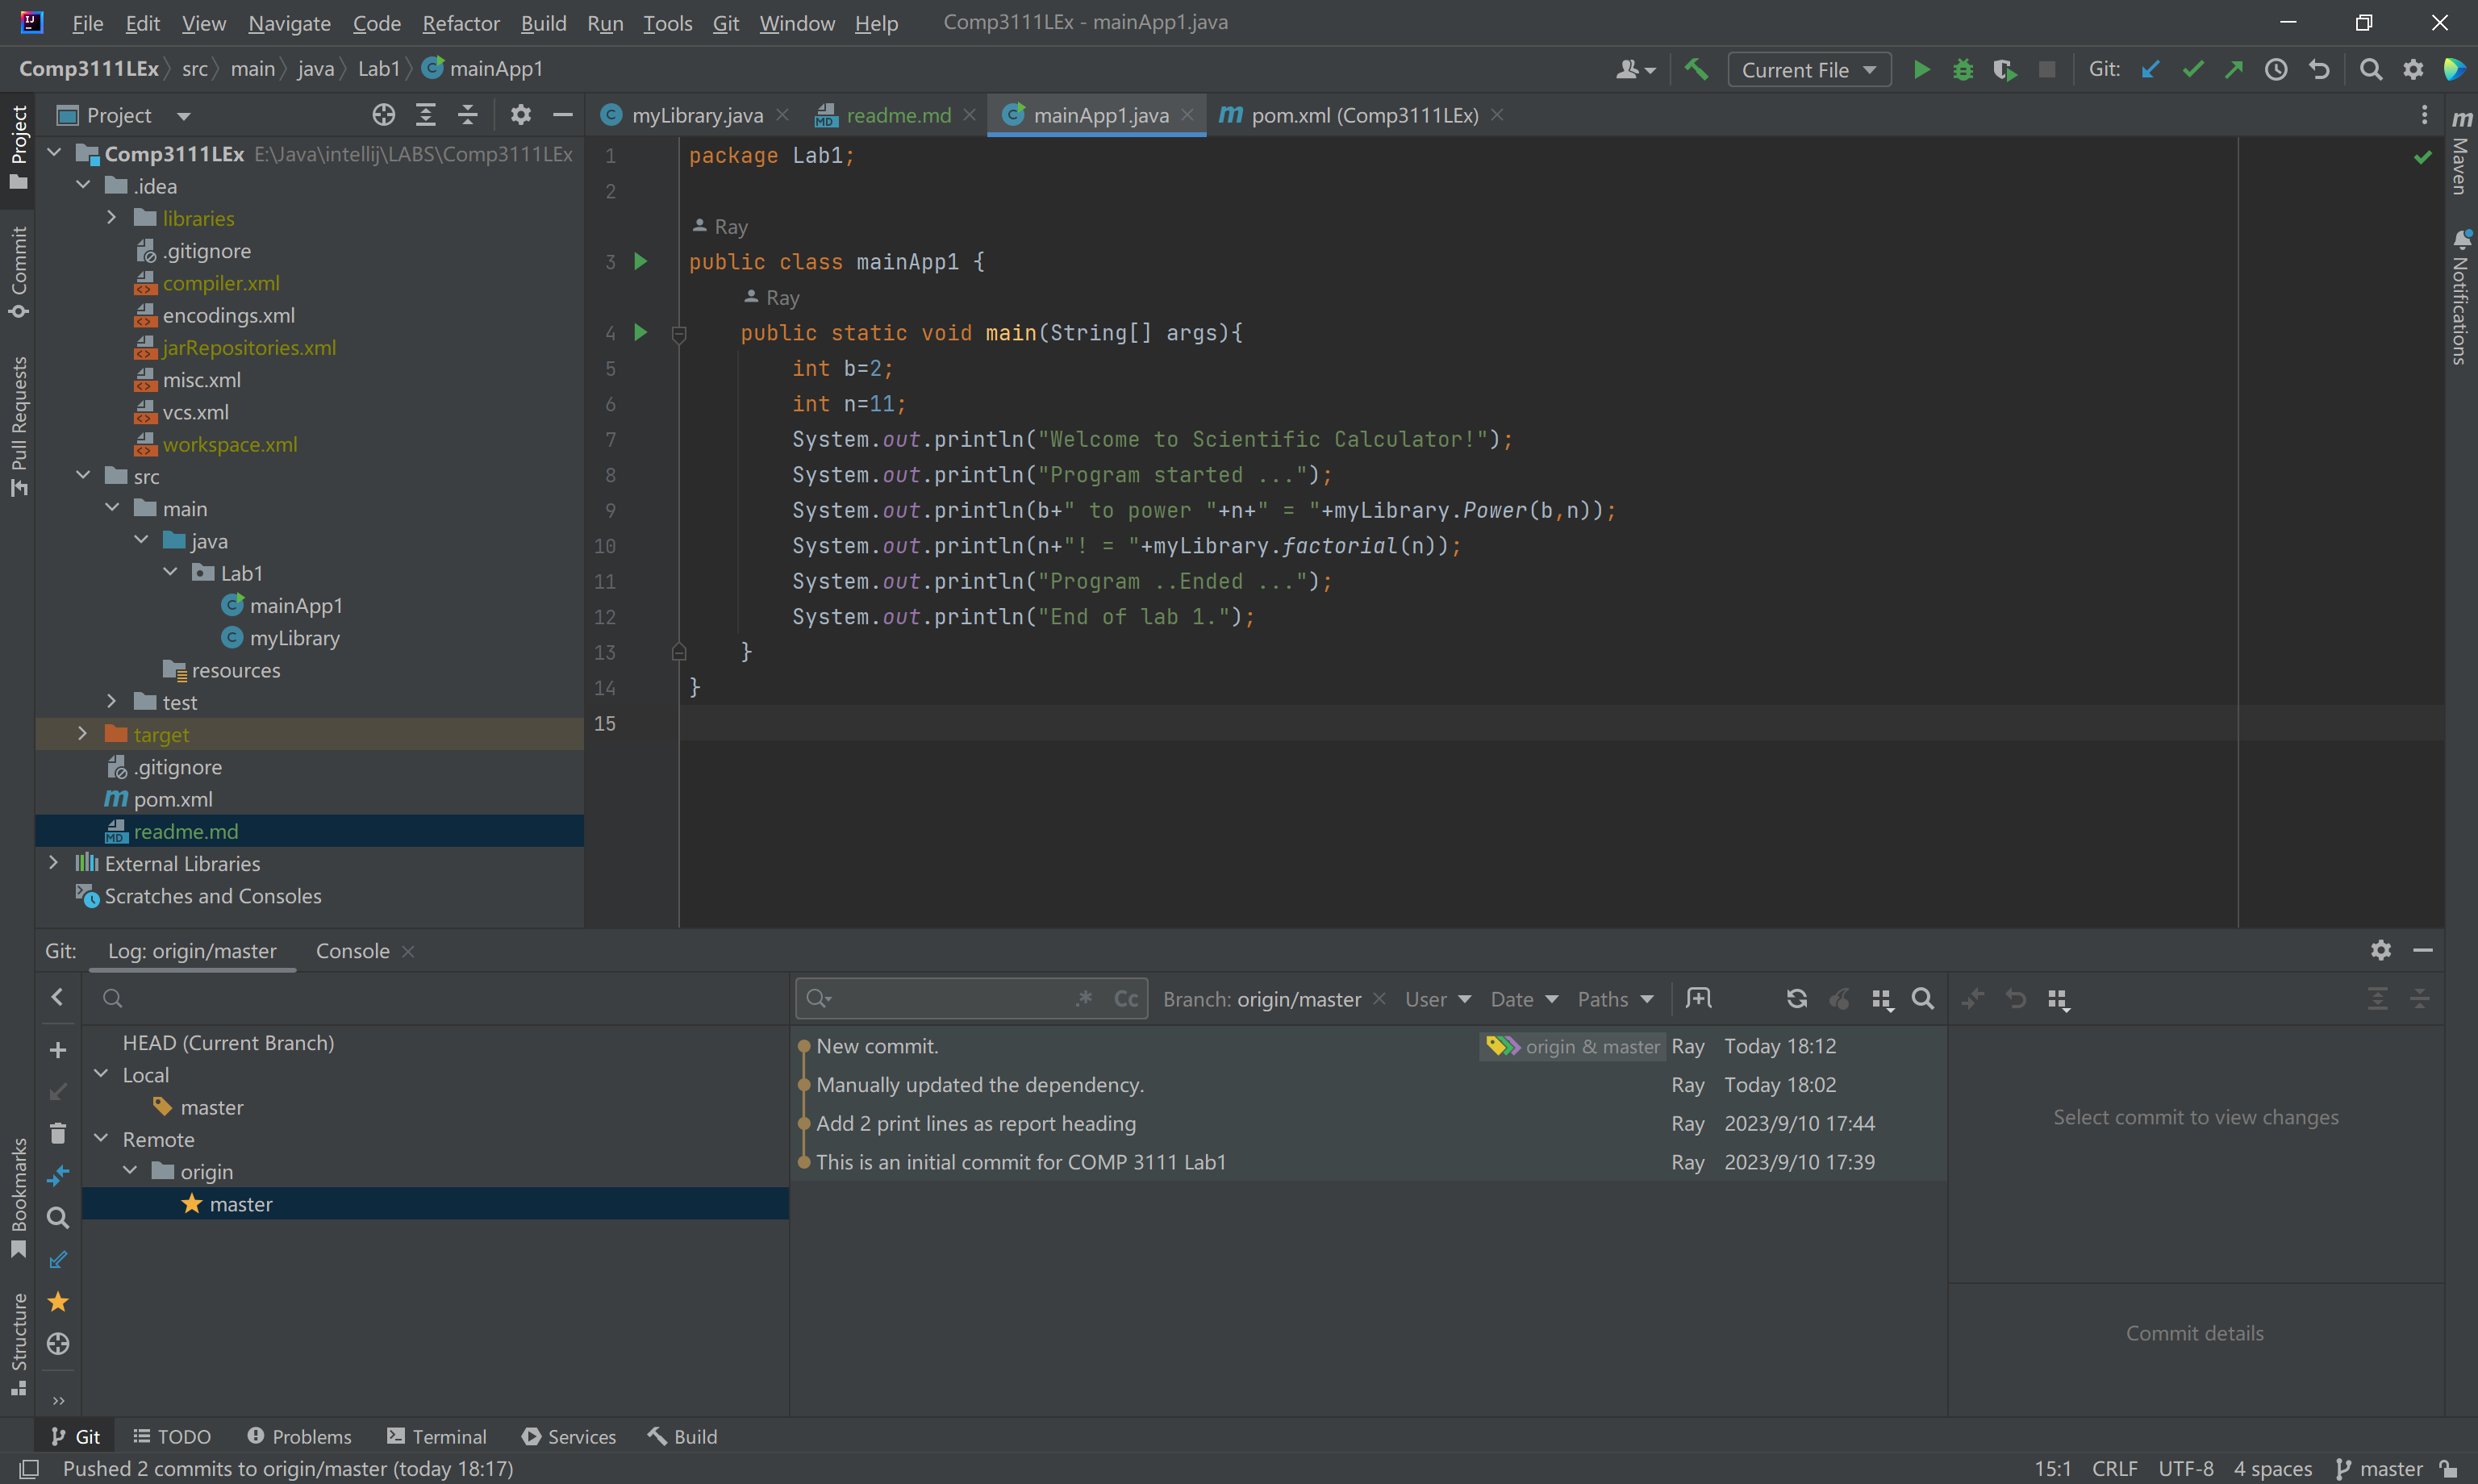 File Edit View Navigate Code Refactor Build Run Tools Git Window Help Comp3111LEx - mainApp1.java
Comp3111LEx src main java Lab1 mainApp1 Current File Git:
Project
Commit
Pull Requests
Bookmarks
Structure
Project
Comp3111LEx E:\Java\intellij\LABS\Comp3111LEx
.idea
libraries
.gitignore
compiler.xml
encodings.xml
jarRepositories.xml
misc.xml
vcs.xml
workspace.xml
src
main
java
Lab1
mainApp1
myLibrary
resources
test
target
.gitignore
pom.xml
readme.md
External Libraries
Scratches and Consoles
myLibrary.java readme.md mainApp1.java pom.xml (Comp3111LEx)
1 package Lab1;
2
Ray
3 public class mainApp1 {
Ray
4 public static void main(String[] args){
5 int b=2;
6 int n=11;
7 System.out.println("Welcome to Scientific Calculator!");
8 System.out.println("Program started ...");
9 System.out.println(b+" to power "+n+" = "+myLibrary.Power(b,n));
10 System.out.println(n+"! = "+myLibrary.factorial(n));
11 System.out.println("Program ..Ended ...");
12 System.out.println("End of lab 1.");
13 }
14 }
15
Maven
Notifications
Git: Log: origin/master Console
HEAD (Current Branch)
Local
master
Remote
origin
master
.* Cc Branch: origin/master User Date Paths
New commit. origin & master Ray Today 18:12
Manually updated the dependency. Ray Today 18:02
Add 2 print lines as report heading Ray 2023/9/10 17:44
This is an initial commit for COMP 3111 Lab1 Ray 2023/9/10 17:39
Select commit to view changes
Commit details
Git TODO Problems Terminal Services Build
Pushed 2 commits to origin/master (today 18:17) 15:1 CRLF UTF-8 4 spaces master